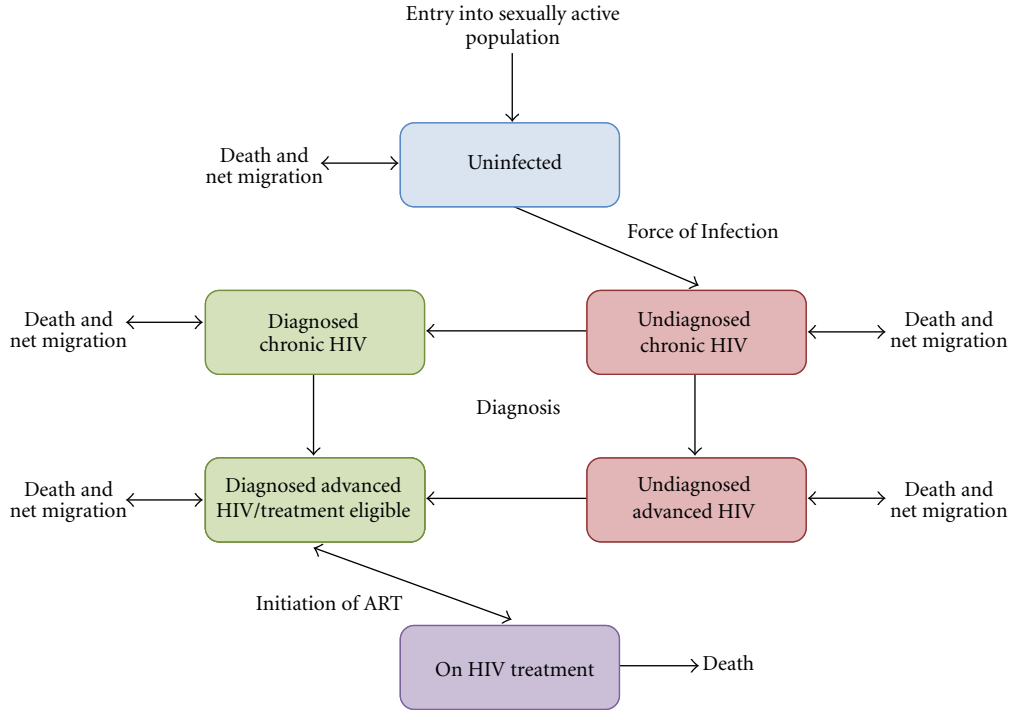 Entry into sexually active
population
Death and
net migration
Uninfected
Force of Infection
Death and
net migration
Diagnosed
chronic HIV
Undiagnosed
chronic HIV
Death and
net migration
Diagnosis
Death and
net migration
Diagnosed advanced
HIV/treatment eligible
Undiagnosed
advanced HIV
Death and
net migration
Initiation of ART
On HIV treatment
Death